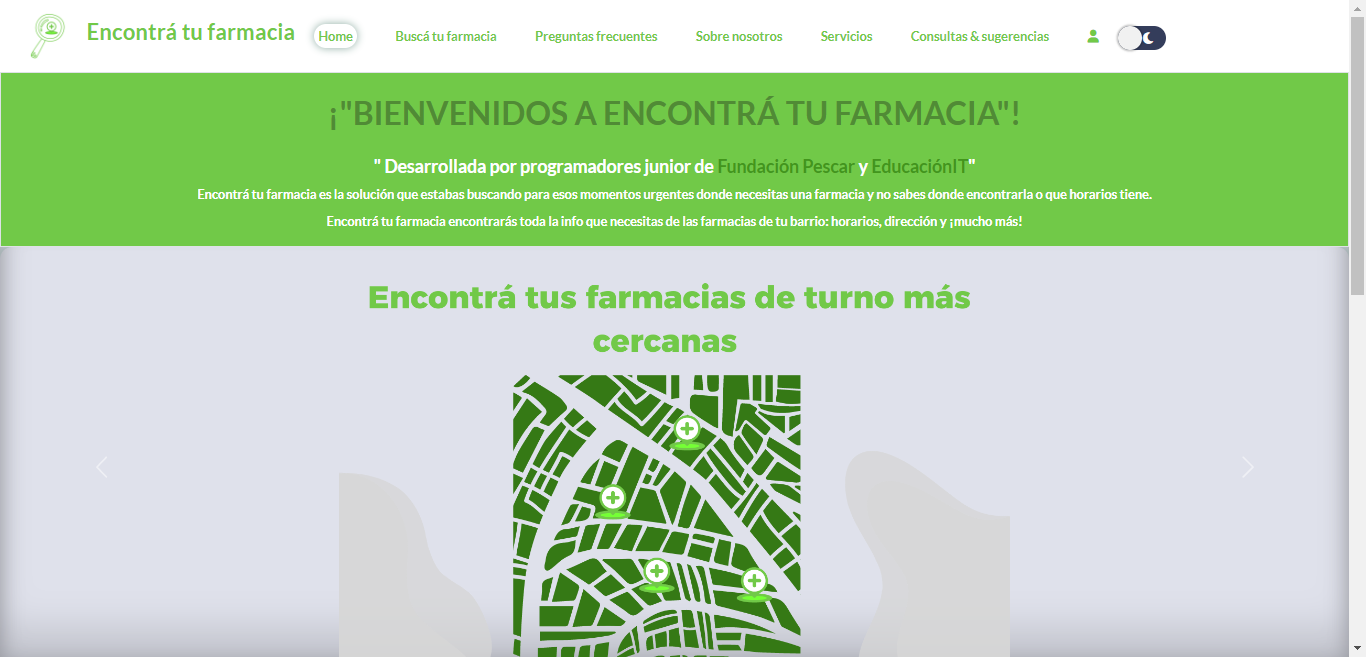 Encontrá tu farmacia
Home
Buscá tu farmacia
Preguntas frecuentes
Sobre nosotros
Servicios
Consultas & sugerencias
¡"BIENVENIDOS A ENCONTRÁ TU FARMACIA"!
" Desarrollada por programadores junior de Fundación Pescar y EducaciónIT"
Encontrá tu farmacia es la solución que estabas buscando para esos momentos urgentes donde necesitas una farmacia y no sabes donde encontrarla o que horarios tiene.
Encontrá tu farmacia encontrarás toda la info que necesitas de las farmacias de tu barrio: horarios, dirección y ¡mucho más!
Encontrá tus farmacias de turno más
cercanas